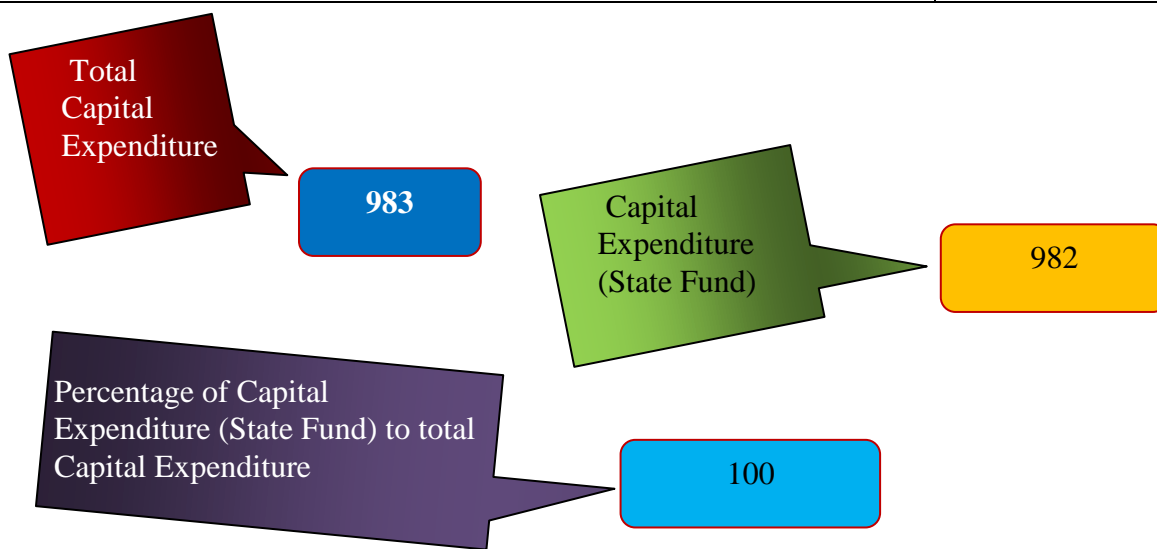 Total
Capital
Expenditure
983
Capital
Expenditure
(State Fund)
982
Percentage of Capital
Expenditure (State Fund) to total
Capital Expenditure
100